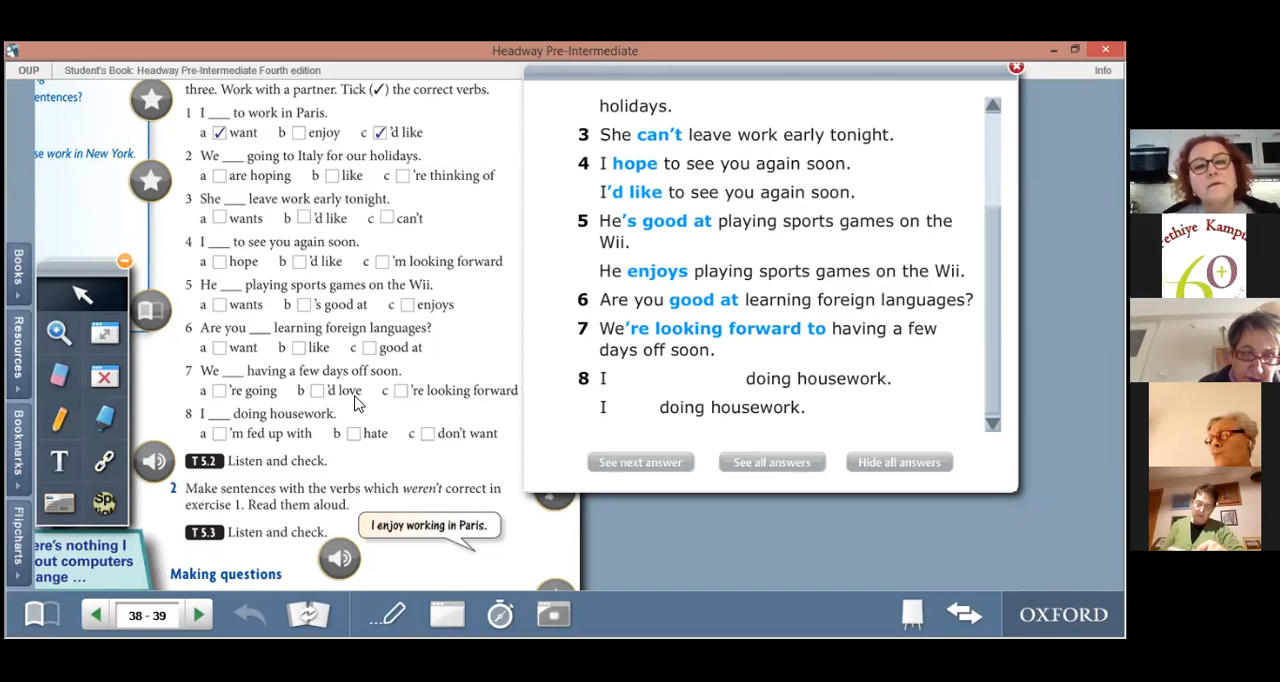 Headway Pre-Intermediate
OUP
Student's Book: Headway Pre-Intermediate Fourth edition
Info
entences?
se work in New York.
three. Work with a partner. Tick (✓) the correct verbs.
1 I ___ to work in Paris.
a ✓ want b enjoy c ✓ 'd like
2 We ___ going to Italy for our holidays.
a are hoping b like c 're thinking of
3 She ___ leave work early tonight.
a wants b 'd like c can't
4 I ___ to see you again soon.
a hope b 'd like c 'm looking forward
5 He ___ playing sports games on the Wii.
a wants b 's good at c enjoys
6 Are you ___ learning foreign languages?
a want b like c good at
7 We ___ having a few days off soon.
a 're going b 'd love c 're looking forward
8 I ___ doing housework.
a 'm fed up with b hate c don't want
T 5.2 Listen and check.
2 Make sentences with the verbs which weren't correct in
exercise 1. Read them aloud.
I enjoy working in Paris.
T 5.3 Listen and check.
Making questions
ere's nothing I
out computers
ange ...
Books
Resources
Bookmarks
Flipcharts
T
Sp
holidays.
3 She can't leave work early tonight.
4 I hope to see you again soon.
I'd like to see you again soon.
5 He's good at playing sports games on the
Wii.
He enjoys playing sports games on the Wii.
6 Are you good at learning foreign languages?
7 We're looking forward to having a few
days off soon.
8 I doing housework.
I doing housework.
See next answer
See all answers
Hide all answers
38 - 39
OXFORD
ethiye Kampu
60+